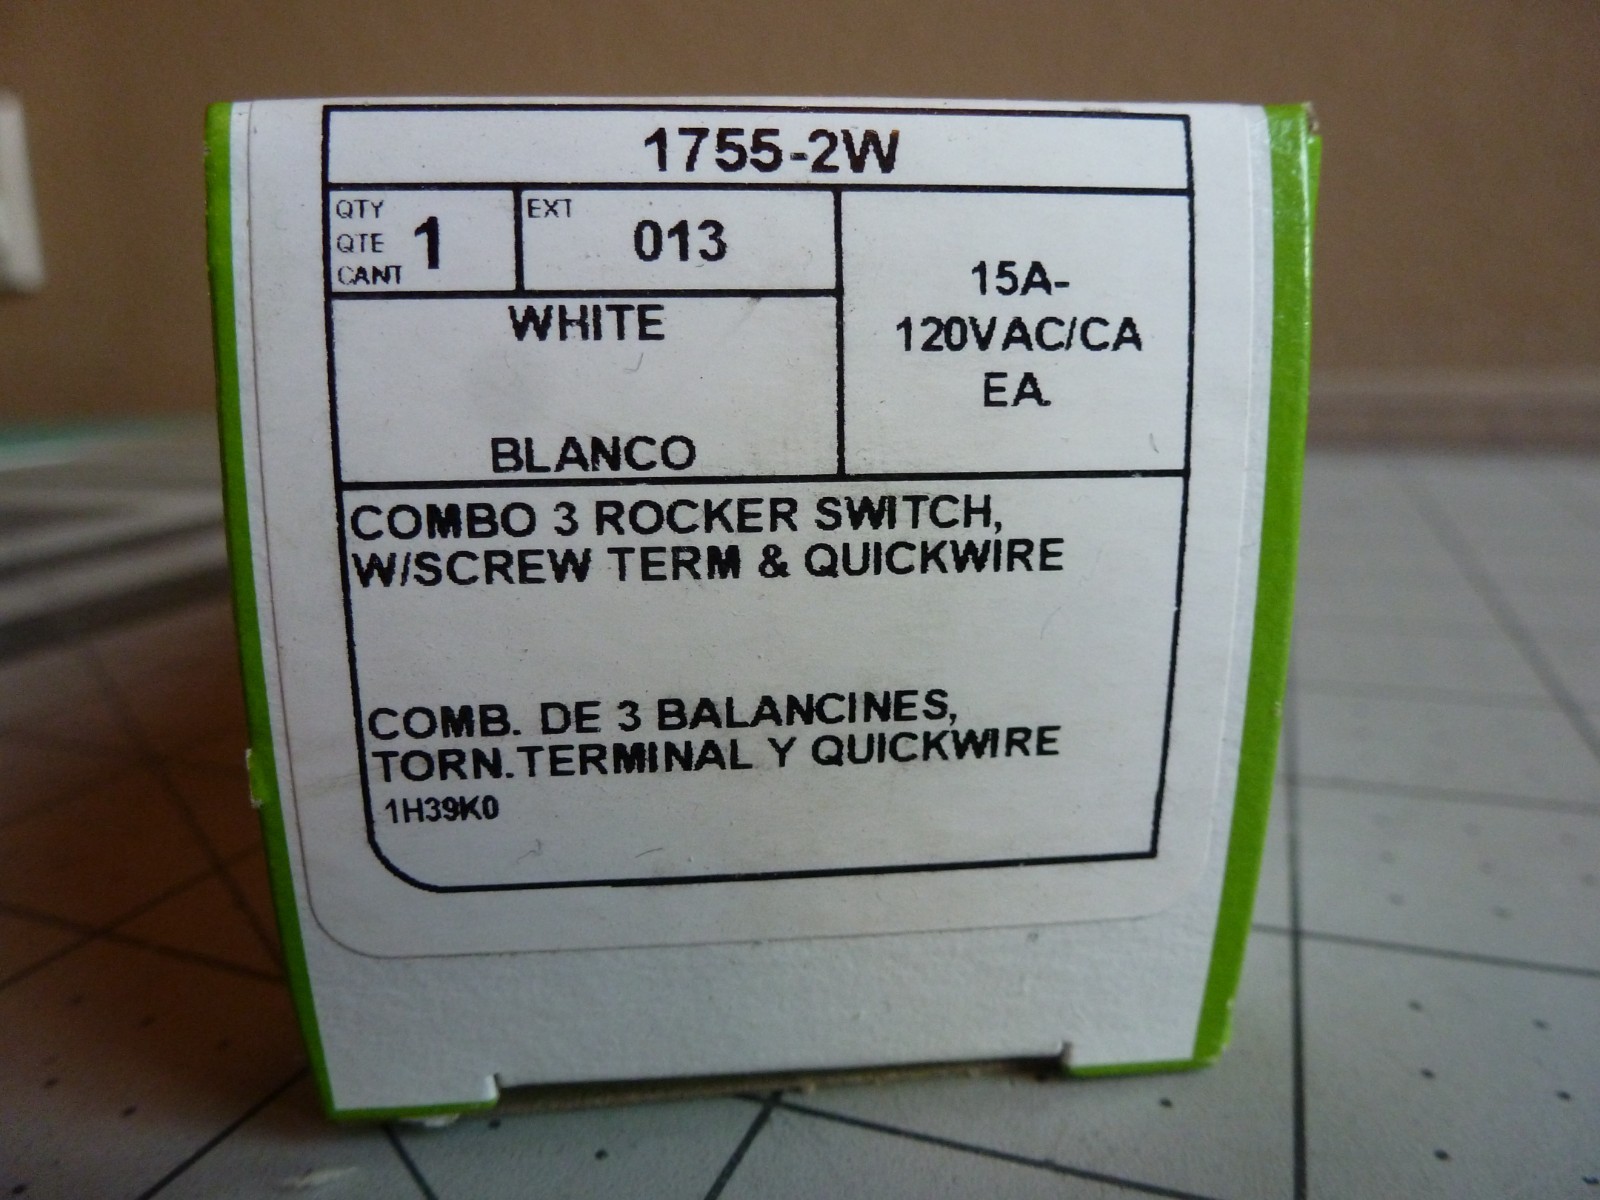 1755-2W
QTY
QTE
CANT
1
EXT
013
15A-
120VAC/CA
EA.
WHITE
BLANCO
COMBO 3 ROCKER SWITCH,
W/SCREW TERM & QUICKWIRE
COMB. DE 3 BALANCINES,
TORN.TERMINAL Y QUICKWIRE
1H39K0